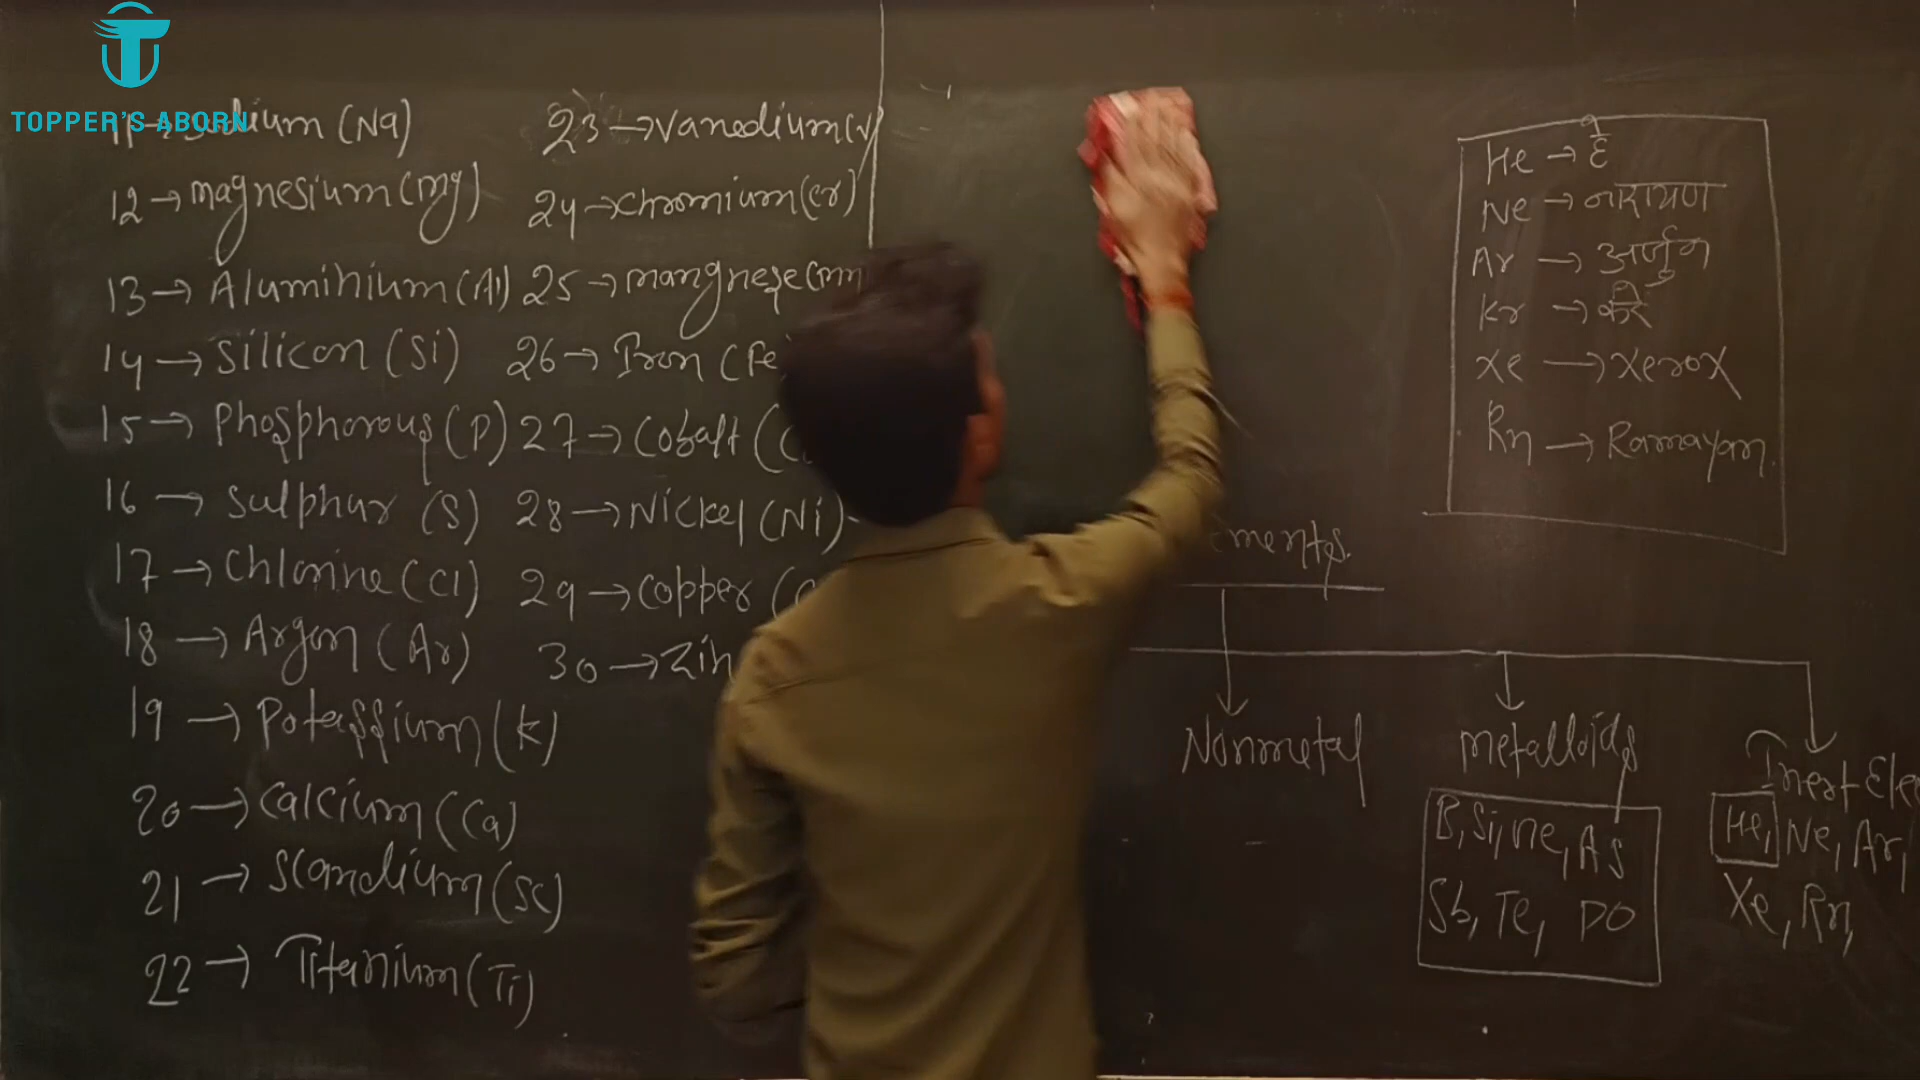 TOPPER'S ABORN
11→Sodium(Na)
12→magnesium(mg)
13→Aluminium(Al)
14→Silicon(Si)
15→Phosphorous(P)
16→Sulphur(S)
17→Chlorine(Cl)
18→Argon(Ar)
19→Potassium(K)
20→Calcium(Ca)
21→Scandium(Sc)
22→Titanium(Ti)
23→Vanedium(V)
24→Chromium(Cr)
25→mangnese(mn
26→Iron(Fe
27→Cobalt(C
28→Nickel(Ni)
29→Copper(
30→Zin
He→हे
Ne→नारायण
Ar→अर्जुन
Kr→करे
Xe→Xerox
Rn→Ramayan.
ements.
Nonmetal
metalloids
B, Si, Ge, As
Sb, Te, Po
Inert Ele
He, Ne, Ar,
Xe, Rn,